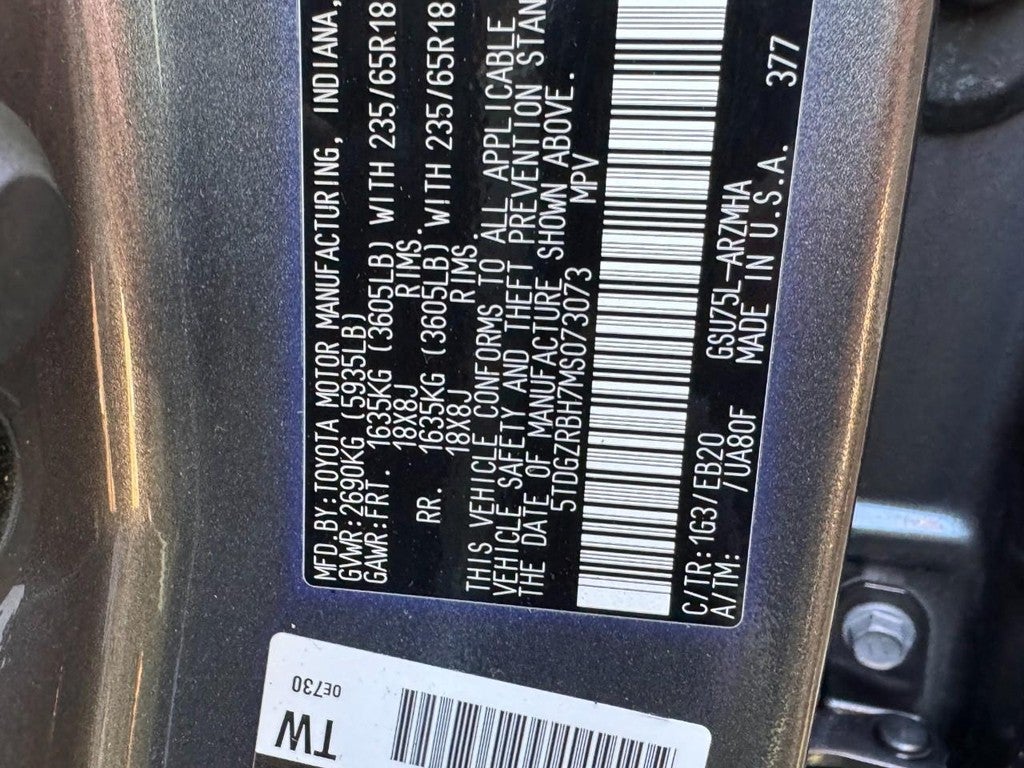 MFD.BY:TOYOTA MOTOR MANUFACTURING, INDIANA,
GVWR:2690KG (5935LB)
GAWR:FRT. 1635KG (3605LB) WITH 235/65R18
18X8J RIMS.
RR. 1635KG (3605LB) WITH 235/65R18
18X8J RIMS.
THIS VEHICLE CONFORMS TO ALL APPLICABLE
VEHICLE SAFETY AND THEFT PREVENTION STAN
THE DATE OF MANUFACTURE SHOWN ABOVE.
5TDGZRBH7MS073073 MPV
C/TR:1G3/EB20 GSU75L-ARZMHA 377
A/TM: /UA80F MADE IN U.S.A.
TW
0E730